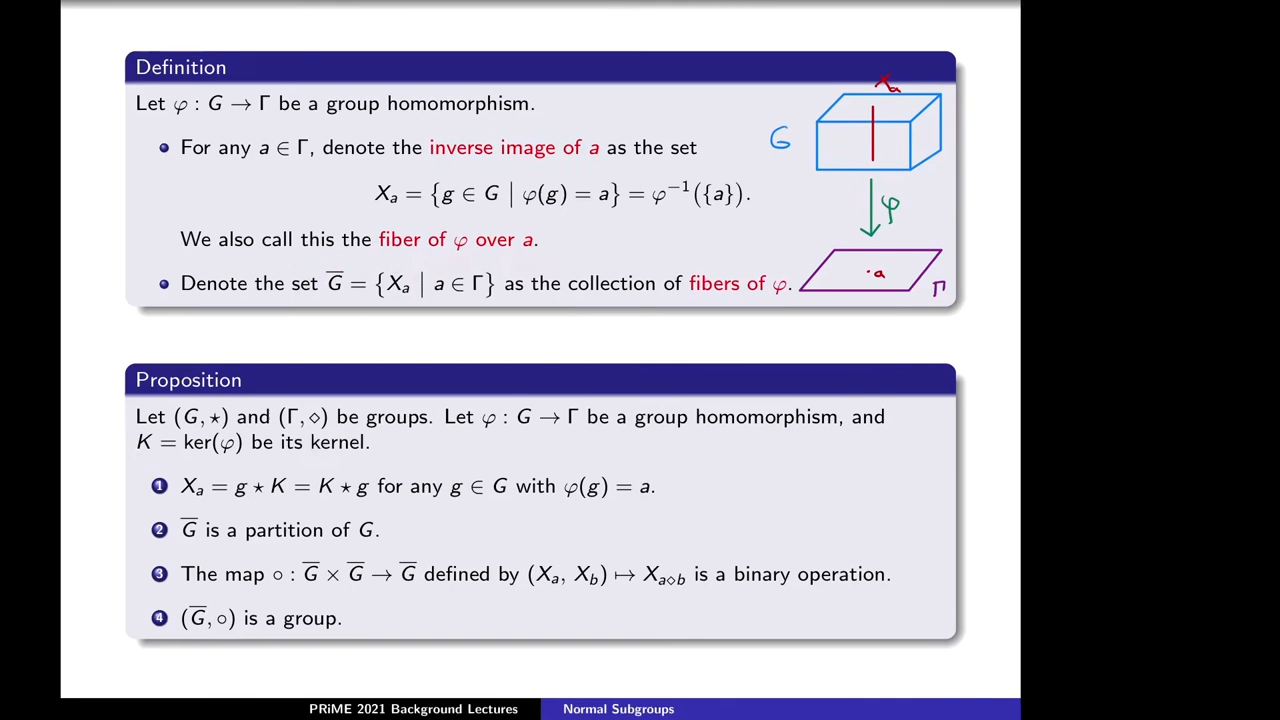 Definition
Let φ : G → Γ be a group homomorphism.
• For any a ∈ Γ, denote the inverse image of a as the set
X_a = {g ∈ G | φ(g) = a} = φ⁻¹({a}).
We also call this the fiber of φ over a.
• Denote the set G̅ = {X_a | a ∈ Γ} as the collection of fibers of φ.
X_a
G
φ
a
Γ
Proposition
Let (G, ⋆) and (Γ, ⋄) be groups. Let φ : G → Γ be a group homomorphism, and
K = ker(φ) be its kernel.
1 X_a = g ⋆ K = K ⋆ g for any g ∈ G with φ(g) = a.
2 G̅ is a partition of G.
3 The map ∘ : G̅ × G̅ → G̅ defined by (X_a, X_b) ↦ X_{a⋄b} is a binary operation.
4 (G̅, ∘) is a group.
PRiME 2021 Background Lectures
Normal Subgroups